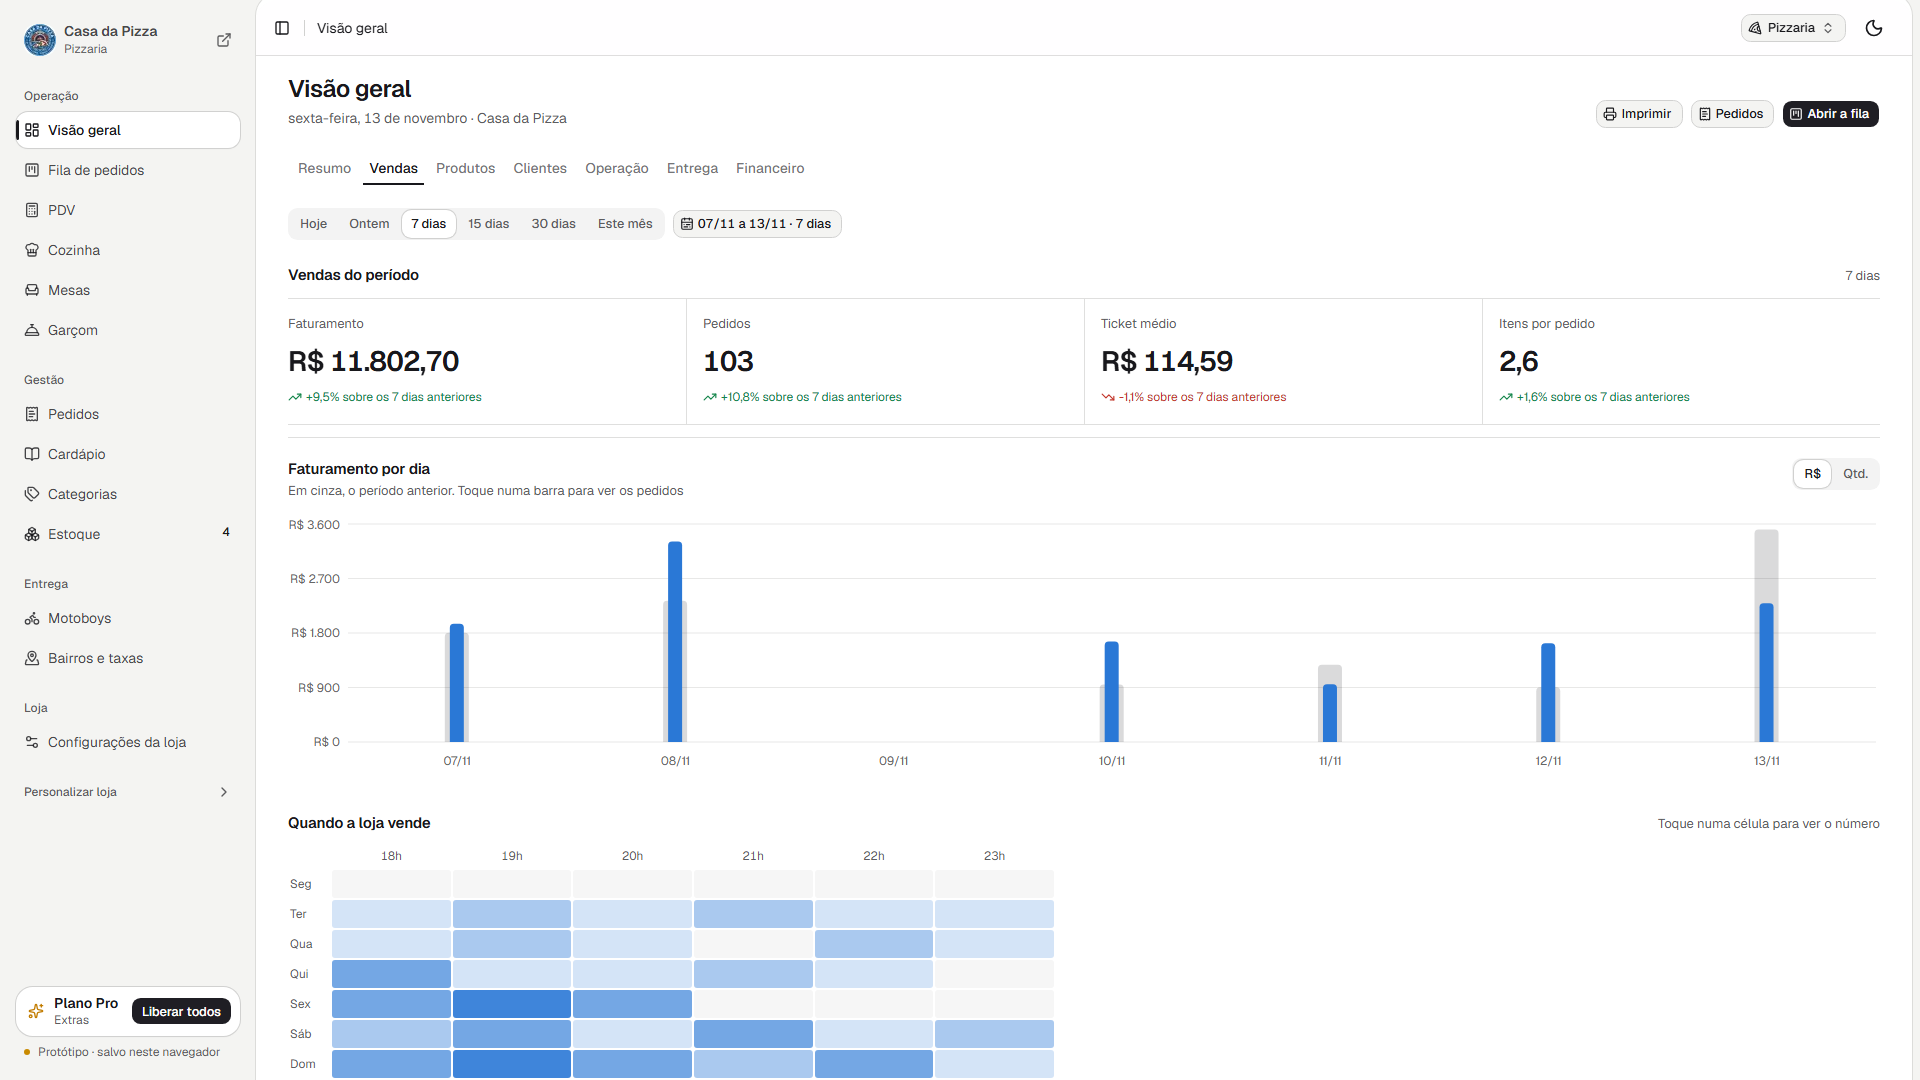 Casa da Pizza
Pizzaria
Operação
Visão geral
Fila de pedidos
PDV
Cozinha
Mesas
Garçom
Gestão
Pedidos
Cardápio
Categorias
Estoque
4
Entrega
Motoboys
Bairros e taxas
Loja
Configurações da loja
Personalizar loja
Plano Pro
Extras
Liberar todos
Protótipo · salvo neste navegador
Visão geral
Pizzaria
Visão geral
sexta-feira, 13 de novembro · Casa da Pizza
Imprimir
Pedidos
Abrir a fila
Resumo Vendas Produtos Clientes Operação Entrega Financeiro
Hoje Ontem 7 dias 15 dias 30 dias Este mês 07/11 a 13/11 · 7 dias
Vendas do período
7 dias
Faturamento
R$ 11.802,70
+9,5% sobre os 7 dias anteriores
Pedidos
103
+10,8% sobre os 7 dias anteriores
Ticket médio
R$ 114,59
-1,1% sobre os 7 dias anteriores
Itens por pedido
2,6
+1,6% sobre os 7 dias anteriores
Faturamento por dia
Em cinza, o período anterior. Toque numa barra para ver os pedidos
R$ Qtd.
R$ 3.600
R$ 2.700
R$ 1.800
R$ 900
R$ 0
07/11 08/11 09/11 10/11 11/11 12/11 13/11
Quando a loja vende
Toque numa célula para ver o número
18h 19h 20h 21h 22h 23h
Seg
Ter
Qua
Qui
Sex
Sáb
Dom